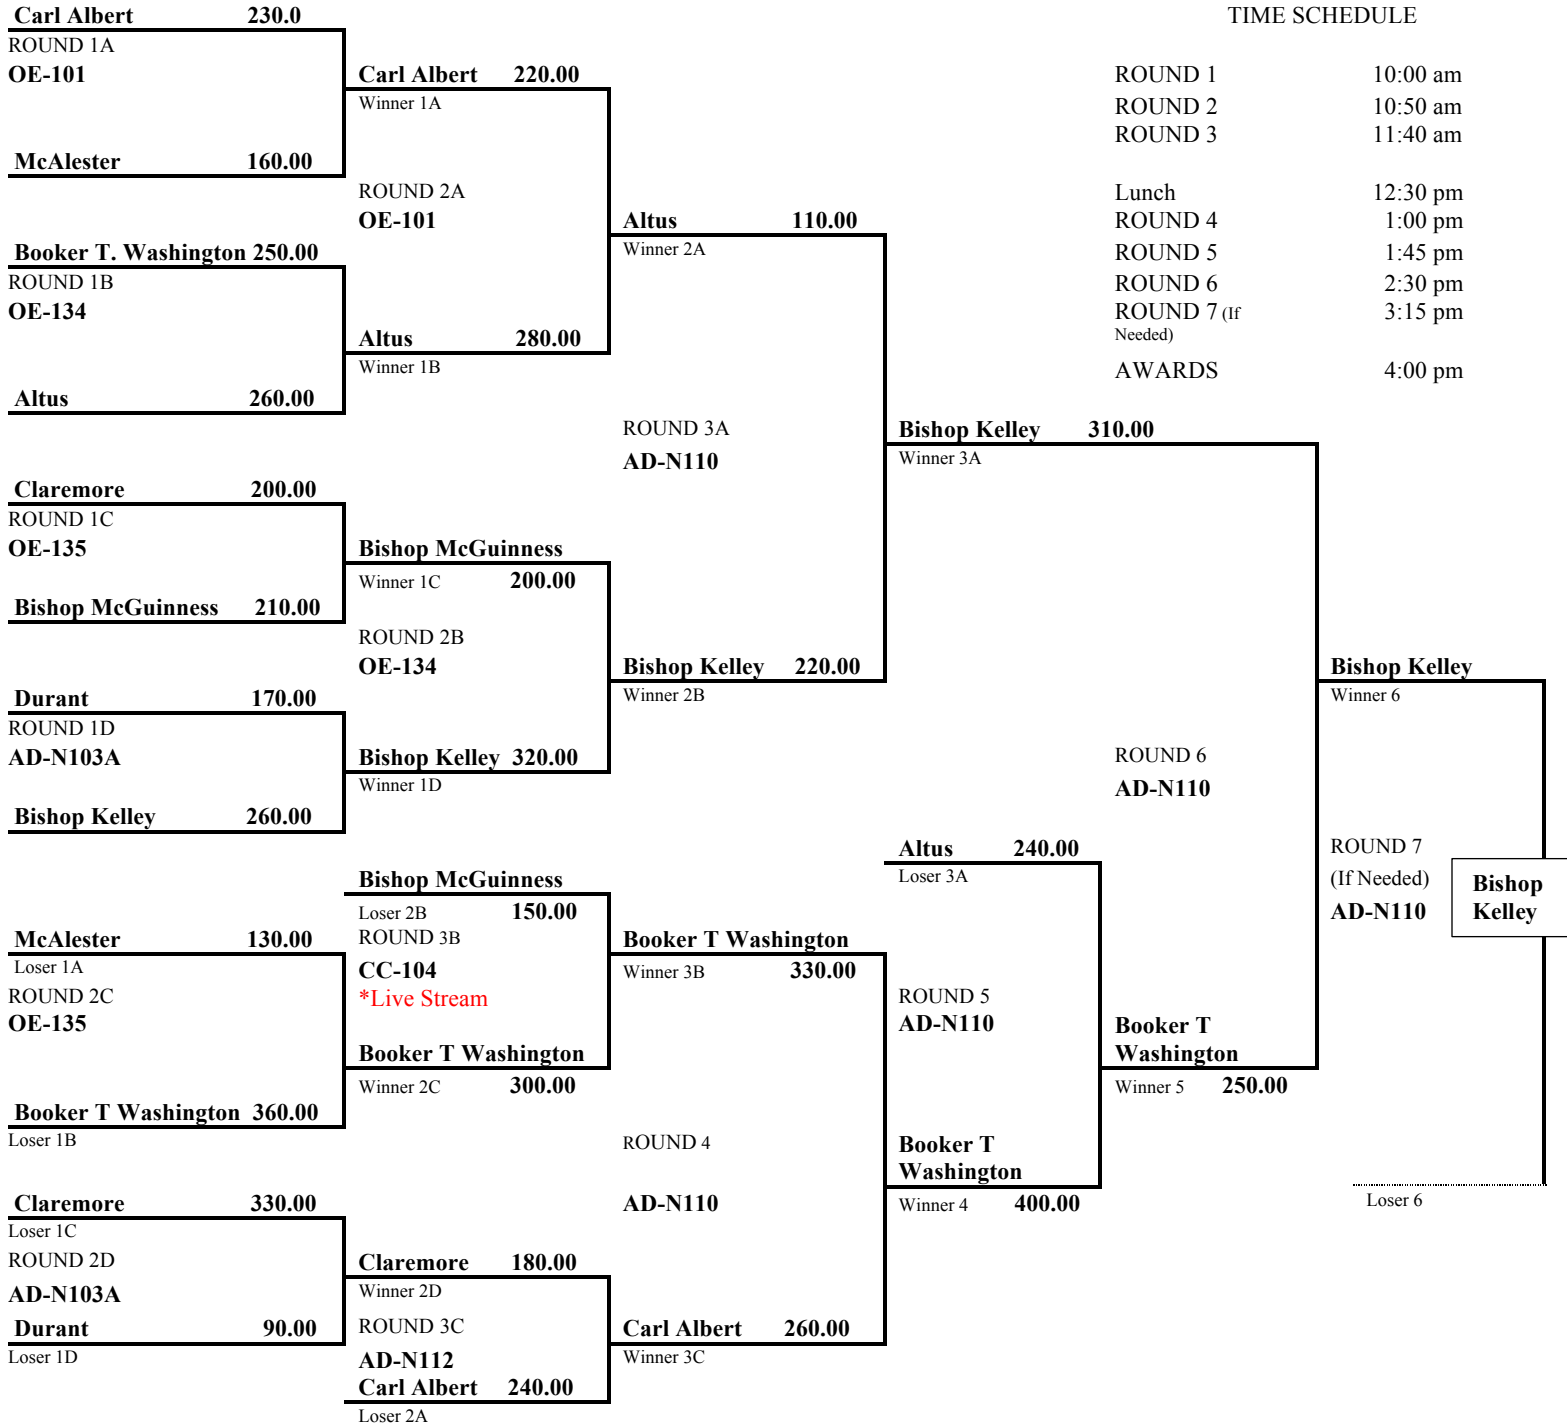 Carl Albert 230.0
ROUND 1A
OE-101
McAlester 160.00
Booker T. Washington 250.00
ROUND 1B
OE-134
Altus 260.00
Claremore 200.00
ROUND 1C
OE-135
Bishop McGuinness 210.00
Durant 170.00
ROUND 1D
AD-N103A
Bishop Kelley 260.00
McAlester 130.00
Loser 1A
ROUND 2C
OE-135
Booker T Washington 360.00
Loser 1B
Claremore 330.00
Loser 1C
ROUND 2D
AD-N103A
Durant 90.00
Loser 1D
Carl Albert 220.00
Winner 1A
ROUND 2A
OE-101
Altus 280.00
Winner 1B
Bishop McGuinness
Winner 1C 200.00
ROUND 2B
OE-134
Bishop Kelley 320.00
Winner 1D
Bishop McGuinness
Loser 2B 150.00
ROUND 3B
CC-104
*Live Stream
Booker T Washington
Winner 2C 300.00
Claremore 180.00
Winner 2D
ROUND 3C
AD-N112
Carl Albert 240.00
Loser 2A
Altus 110.00
Winner 2A
ROUND 3A
AD-N110
Bishop Kelley 220.00
Winner 2B
Booker T Washington
Winner 3B 330.00
ROUND 4
AD-N110
Carl Albert 260.00
Winner 3C
Bishop Kelley 310.00
Winner 3A
Altus 240.00
Loser 3A
ROUND 5
AD-N110
Booker T
Washington
Winner 4 400.00
ROUND 6
AD-N110
Booker T
Washington
Winner 5 250.00
Bishop Kelley
Winner 6
ROUND 7
(If Needed)
AD-N110
Bishop
Kelley
Loser 6
TIME SCHEDULE
ROUND 1 10:00 am
ROUND 2 10:50 am
ROUND 3 11:40 am
Lunch 12:30 pm
ROUND 4 1:00 pm
ROUND 5 1:45 pm
ROUND 6 2:30 pm
ROUND 7 (If 3:15 pm
Needed)
AWARDS 4:00 pm